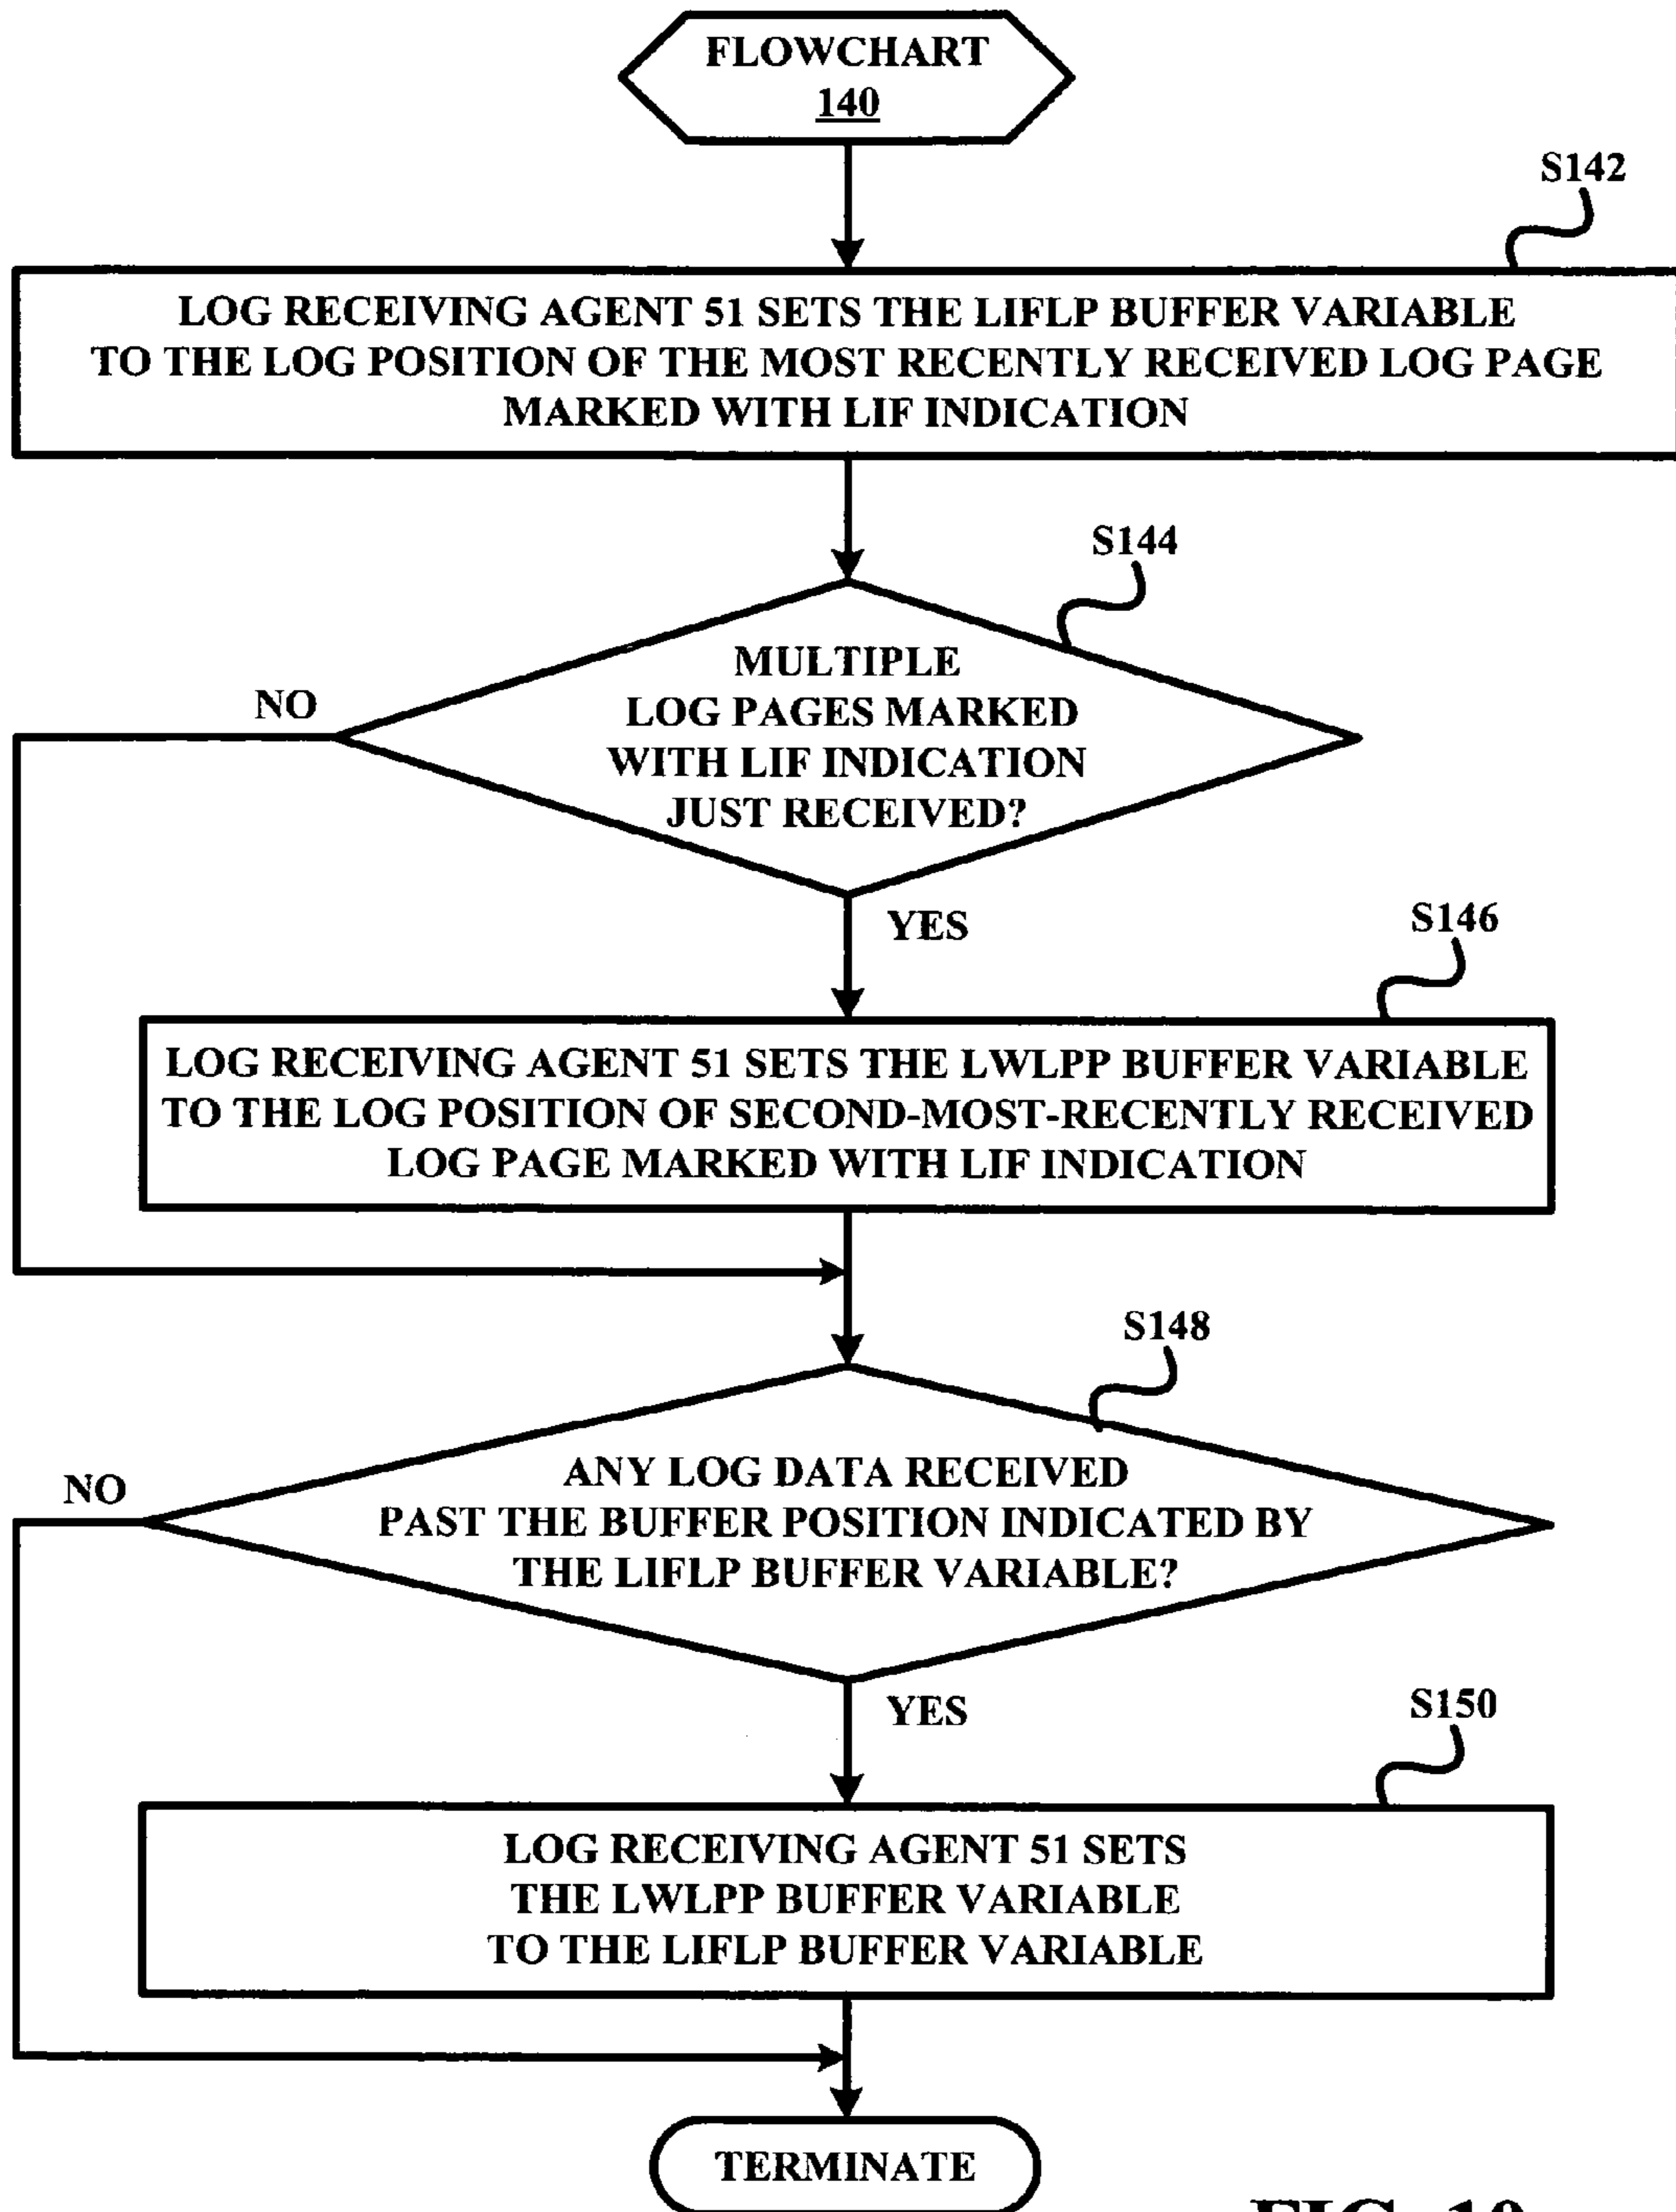 FLOWCHART
140
S142
LOG RECEIVING AGENT 51 SETS THE LIFLP BUFFER VARIABLE
TO THE LOG POSITION OF THE MOST RECENTLY RECEIVED LOG PAGE
MARKED WITH LIF INDICATION
S144
MULTIPLE
LOG PAGES MARKED
WITH LIF INDICATION
JUST RECEIVED?
NO
YES
S146
LOG RECEIVING AGENT 51 SETS THE LWLPP BUFFER VARIABLE
TO THE LOG POSITION OF SECOND-MOST-RECENTLY RECEIVED
LOG PAGE MARKED WITH LIF INDICATION
S148
ANY LOG DATA RECEIVED
PAST THE BUFFER POSITION INDICATED BY
THE LIFLP BUFFER VARIABLE?
NO
YES
S150
LOG RECEIVING AGENT 51 SETS
THE LWLPP BUFFER VARIABLE
TO THE LIFLP BUFFER VARIABLE
TERMINATE